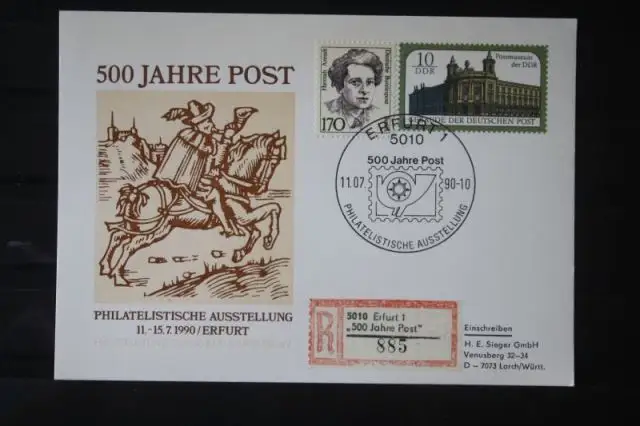 500 JAHRE POST
PHILATELISTISCHE AUSSTELLUNG
11.-15.7.1990/ERFURT
Hannah Arendt
Deutsche Bundespost
170
10
DDR
Postmuseum
der DDR
DER DEUTSCHEN POST
ERFURT 1
5010
500 Jahre Post
11.07.
90-10
PHILATELISTISCHE AUSSTELLUNG
R
5010 Erfurt 1
"500 Jahre Post"
885
Einschreiben
H. E. Sieger GmbH
Venusberg 32-34
D - 7073 Lorch/Württ.